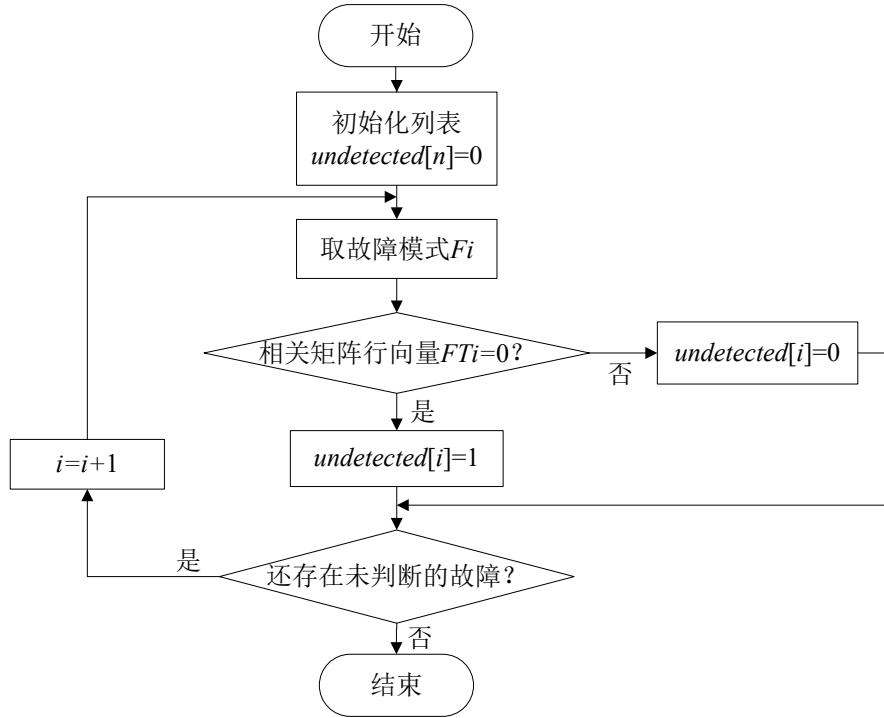 开始
初始化列表
undetected[n]=0
取故障模式Fi
相关矩阵行向量FTi=0？
否
undetected[i]=0
是
undetected[i]=1
i=i+1
是
还存在未判断的故障？
否
结束